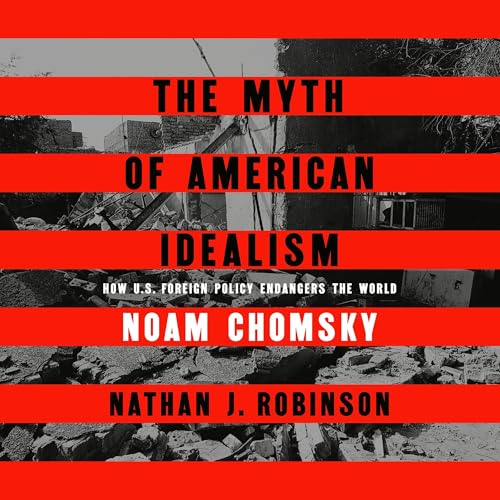 THE MYTH
OF AMERICAN
IDEALISM
HOW U.S. FOREIGN POLICY ENDANGERS THE WORLD
NOAM CHOMSKY
NATHAN J. ROBINSON